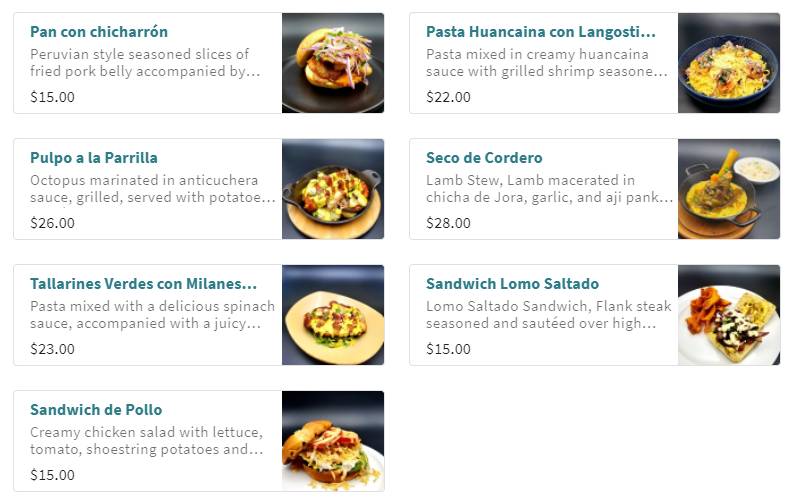 Pan con chicharrón
Peruvian style seasoned slices of
fried pork belly accompanied by...
$15.00
Pasta Huancaina con Langosti...
Pasta mixed in creamy huancaina
sauce with grilled shrimp seasone...
$22.00
Pulpo a la Parrilla
Octopus marinated in anticuchera
sauce, grilled, served with potatoe...
$26.00
Seco de Cordero
Lamb Stew, Lamb macerated in
chicha de Jora, garlic, and aji pank...
$28.00
Tallarines Verdes con Milanes...
Pasta mixed with a delicious spinach
sauce, accompanied with a juicy...
$23.00
Sandwich Lomo Saltado
Lomo Saltado Sandwich, Flank steak
seasoned and sautéed over high...
$15.00
Sandwich de Pollo
Creamy chicken salad with lettuce,
tomato, shoestring potatoes and...
$15.00